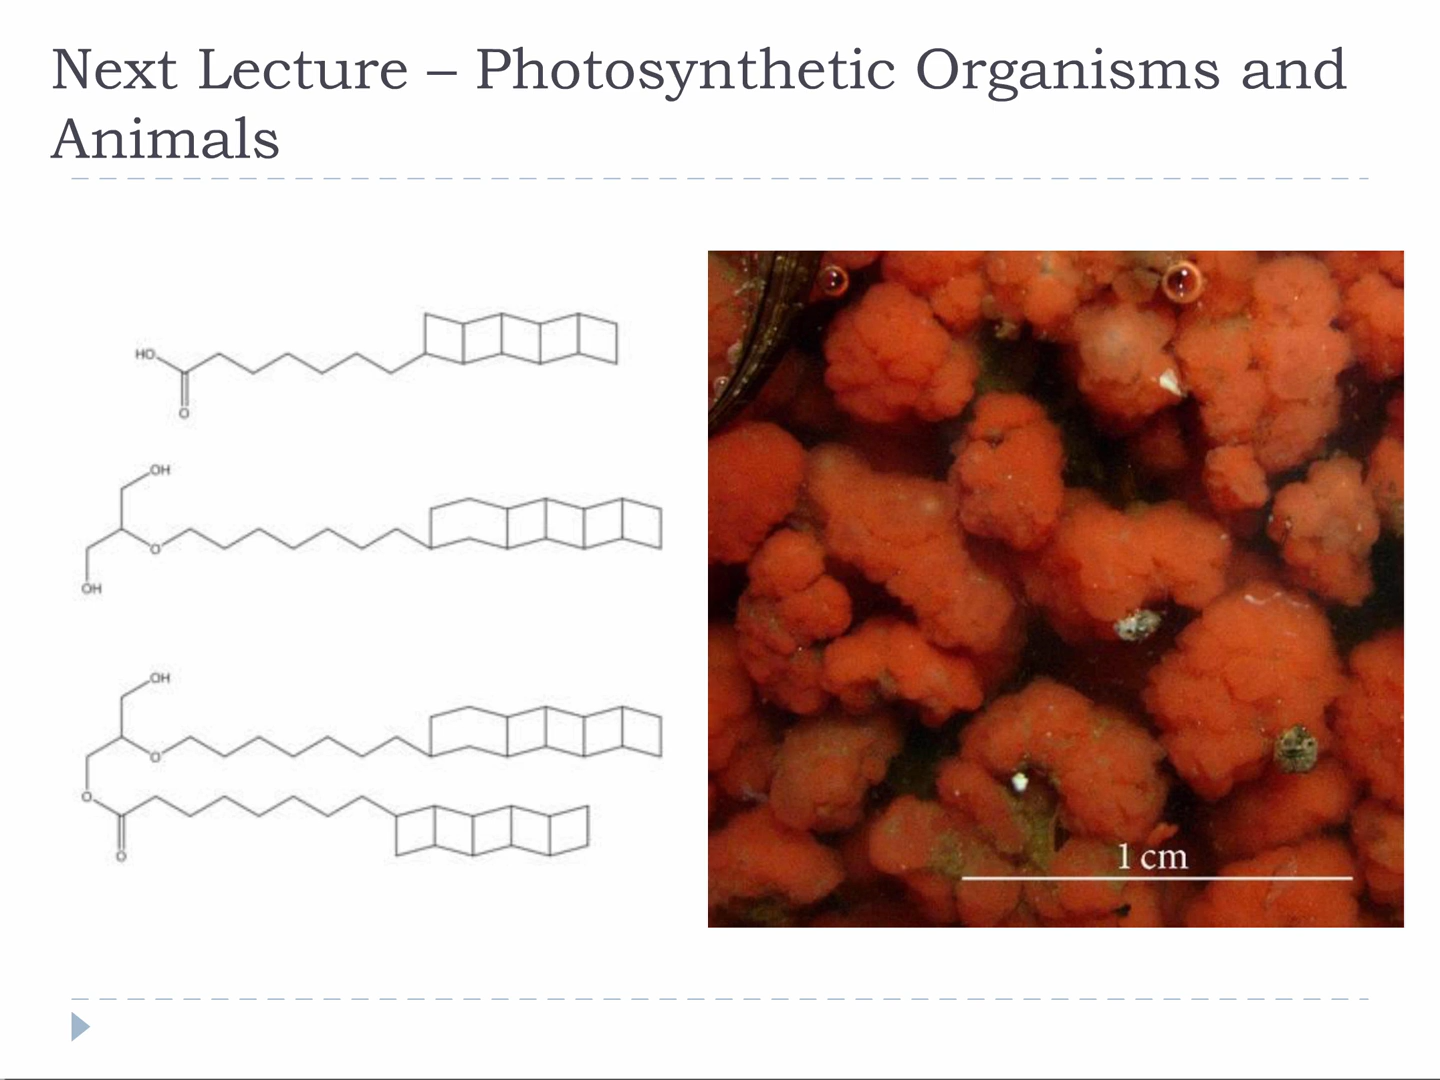 Next Lecture – Photosynthetic Organisms and
Animals
HO
O
OH
O
OH
OH
O
O
O
1 cm